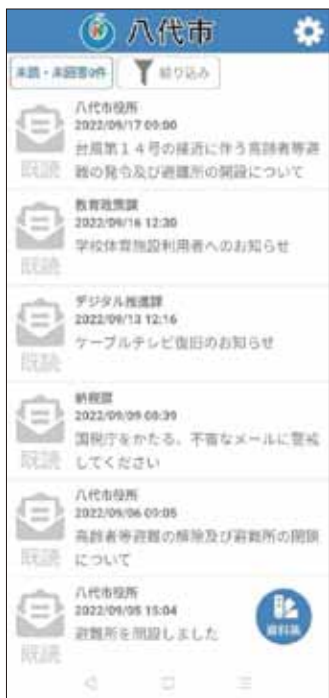 八代市
未読・未回答0件
絞り込み
八代市役所
2022/09/17 09:00
台風第14号の接近に伴う高齢者等避
難の発令及び避難所の開設について
既読
教育政策課
2022/09/16 12:30
学校体育施設利用者へのお知らせ
既読
デジタル推進課
2022/09/13 12:16
ケーブルテレビ復旧のお知らせ
既読
納税課
2022/09/09 08:39
国税庁をかたる、不審なメールに警戒
してください
既読
八代市役所
2022/09/06 09:05
高齢者等避難の解除及び避難所の閉鎖
について
既読
八代市役所
2022/09/05 15:04
避難所を開設しました
既読
資料集